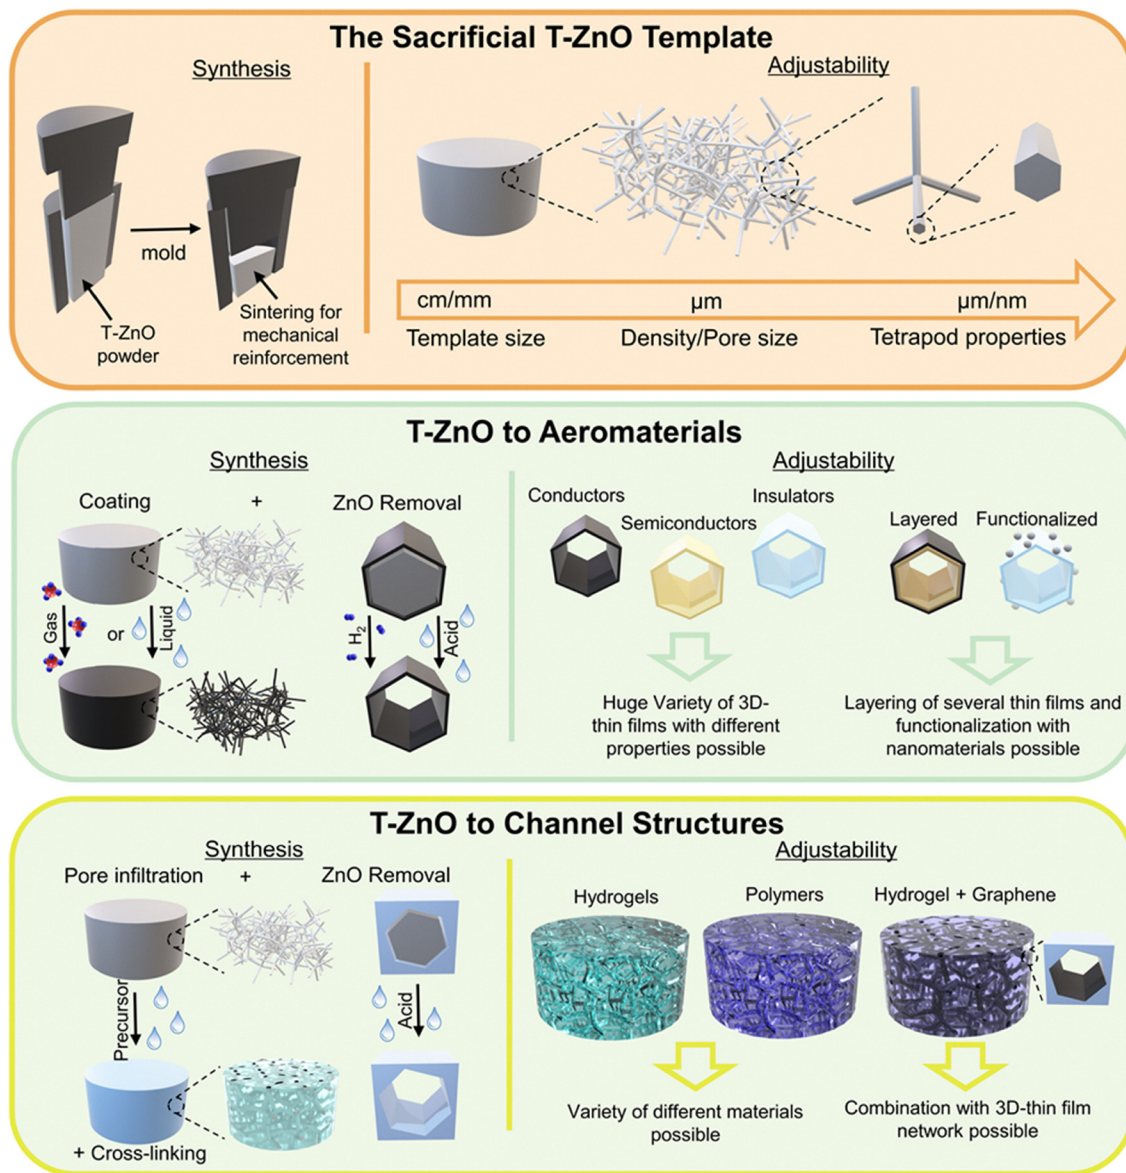 The Sacrificial T-ZnO Template
Synthesis
mold
T-ZnO
powder
Sintering for
mechanical
reinforcement
Adjustability
cm/mm
µm
µm/nm
Template size
Density/Pore size
Tetrapod properties
T-ZnO to Aeromaterials
Synthesis
Coating
+
ZnO Removal
Gas
or
Liquid
H2
Acid
Adjustability
Conductors
Semiconductors
Insulators
Layered
Functionalized
Huge Variety of 3D-
thin films with different
properties possible
Layering of several thin films and
functionalization with
nanomaterials possible
T-ZnO to Channel Structures
Synthesis
Pore infiltration
+
ZnO Removal
Precursor
Acid
+ Cross-linking
Adjustability
Hydrogels
Polymers
Hydrogel + Graphene
Variety of different materials
possible
Combination with 3D-thin film
network possible